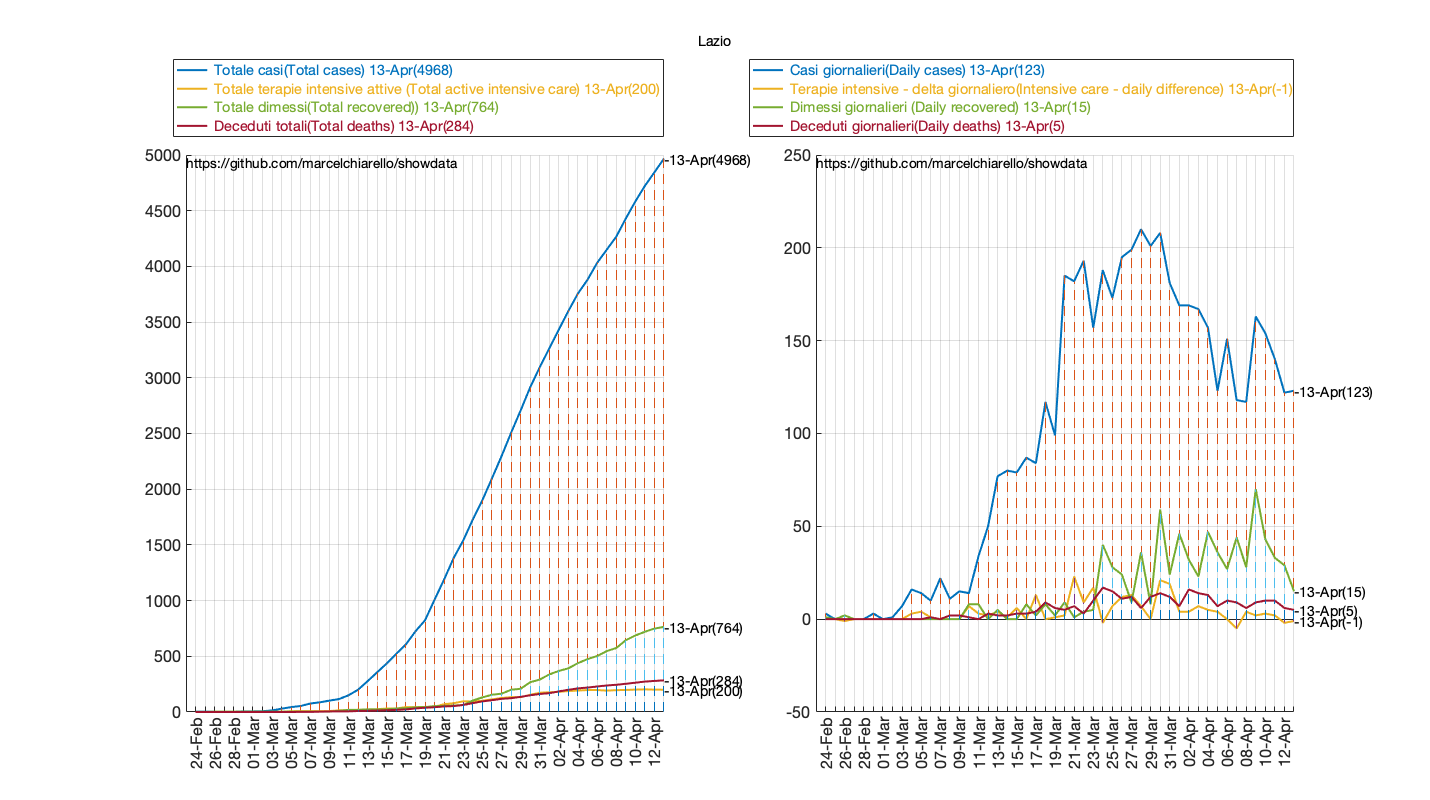 Lazio
Totale casi(Total cases) 13-Apr(4968)
Totale terapie intensive attive (Total active intensive care) 13-Apr(200)
Totale dimessi(Total recovered)) 13-Apr(764)
Deceduti totali(Total deaths) 13-Apr(284)
5000
4500
4000
3500
3000
2500
2000
1500
1000
500
0
https://github.com/marcelchiarello/showdata
-13-Apr(4968)
-13-Apr(764)
-13-Apr(284)
-13-Apr(200)
24-Feb
26-Feb
28-Feb
01-Mar
03-Mar
05-Mar
07-Mar
09-Mar
11-Mar
13-Mar
15-Mar
17-Mar
19-Mar
21-Mar
23-Mar
25-Mar
27-Mar
29-Mar
31-Mar
02-Apr
04-Apr
06-Apr
08-Apr
10-Apr
12-Apr
Casi giornalieri(Daily cases) 13-Apr(123)
Terapie intensive - delta giornaliero(Intensive care - daily difference) 13-Apr(-1)
Dimessi giornalieri (Daily recovered) 13-Apr(15)
Deceduti giornalieri(Daily deaths) 13-Apr(5)
250
200
150
100
50
0
-50
https://github.com/marcelchiarello/showdata
-13-Apr(123)
-13-Apr(15)
-13-Apr(5)
-13-Apr(-1)
24-Feb
26-Feb
28-Feb
01-Mar
03-Mar
05-Mar
07-Mar
09-Mar
11-Mar
13-Mar
15-Mar
17-Mar
19-Mar
21-Mar
23-Mar
25-Mar
27-Mar
29-Mar
31-Mar
02-Apr
04-Apr
06-Apr
08-Apr
10-Apr
12-Apr